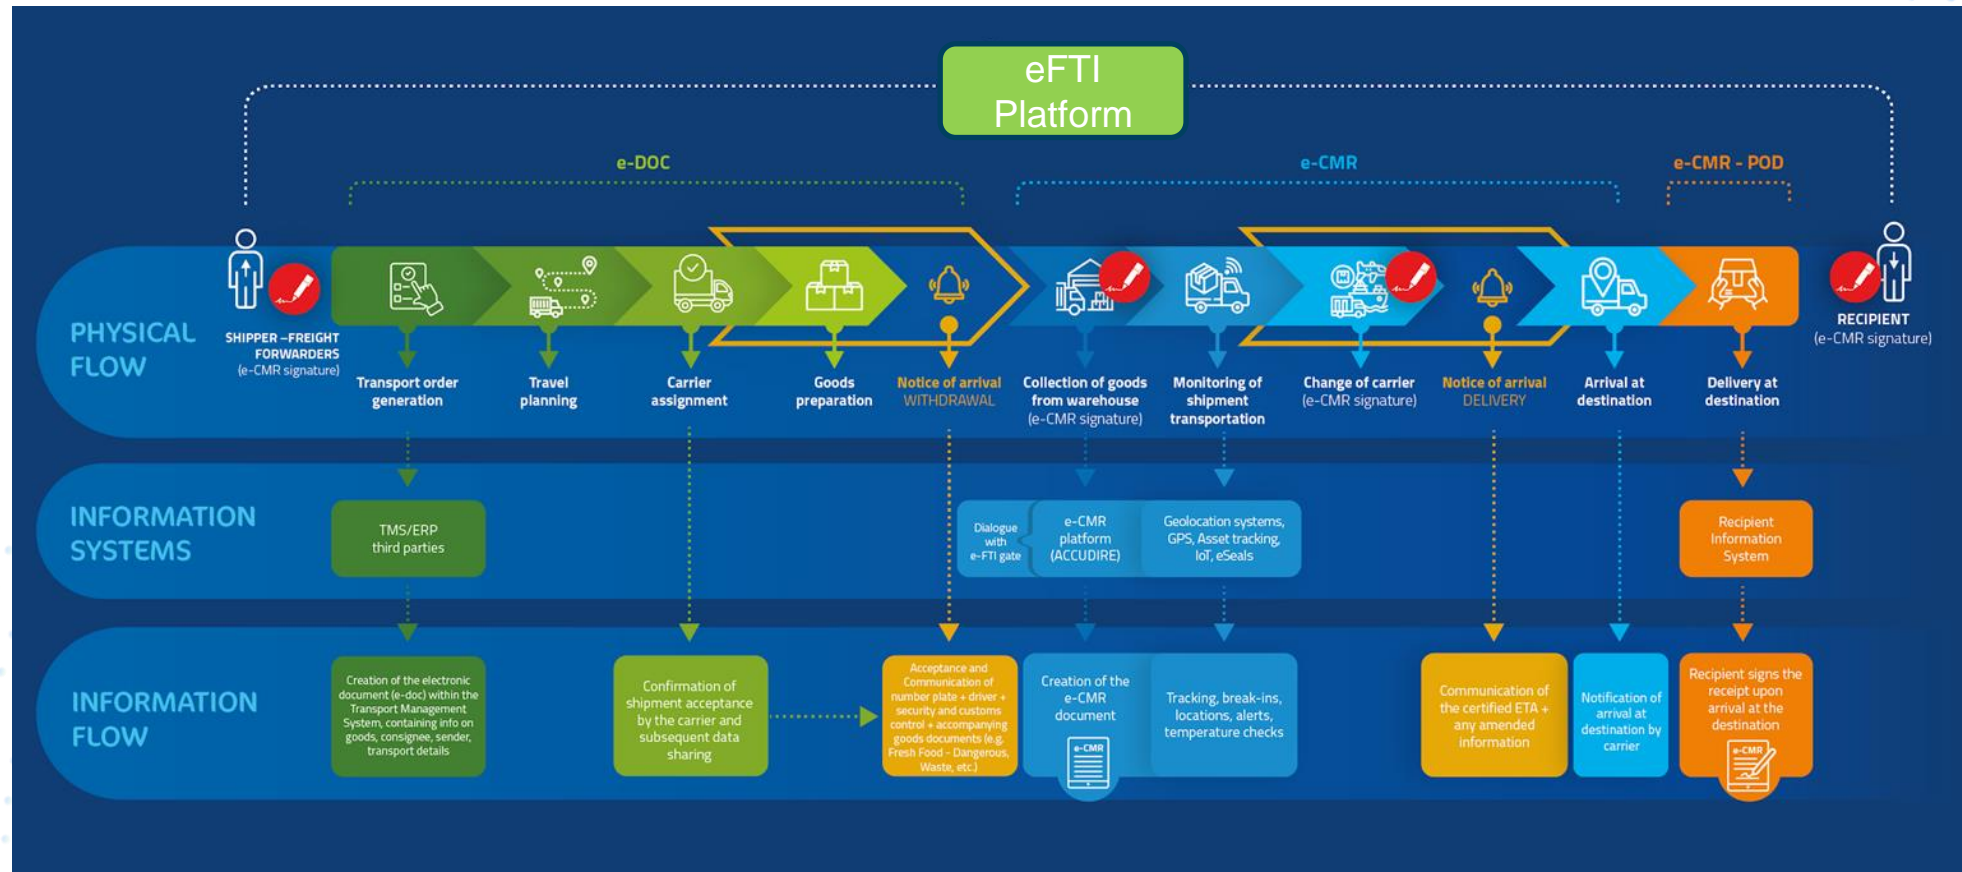 eFTI
Platform
e-DOC
e-CMR
e-CMR - POD
PHYSICAL
FLOW
SHIPPER –FREIGHT
FORWARDERS
(e-CMR signature)
Transport order
generation
Travel
planning
Carrier
assignment
Goods
preparation
Notice of arrival
WITHDRAWAL
Collection of goods
from warehouse
(e-CMR signature)
Monitoring of
shipment
transportation
Change of carrier
(e-CMR signature)
Notice of arrival
DELIVERY
Arrival at
destination
Delivery at
destination
RECIPIENT
(e-CMR signature)
INFORMATION
SYSTEMS
TMS/ERP
third parties
Dialogue
with
e-FTI gate
e-CMR
platform
(ACCUDIRE)
Geolocation systems,
GPS, Asset tracking,
IoT, eSeals
Recipient
Information
System
INFORMATION
FLOW
Creation of the electronic
document (e-doc) within the
Transport Management
System, containing info on
goods, consignee, sender,
transport details
Confirmation of
shipment acceptance
by the carrier and
subsequent data
sharing
Acceptance and
Communication of
number plate + driver +
security and customs
control + accompanying
goods documents (e.g.
Fresh Food - Dangerous,
Waste, etc.)
Creation of the
e-CMR
document
e-CMR
Tracking, break-ins,
locations, alerts,
temperature checks
Communication of
the certified ETA +
any amended
information
Notification of
arrival at
destination by
carrier
Recipient signs the
receipt upon
arrival at the
destination
e-CMR